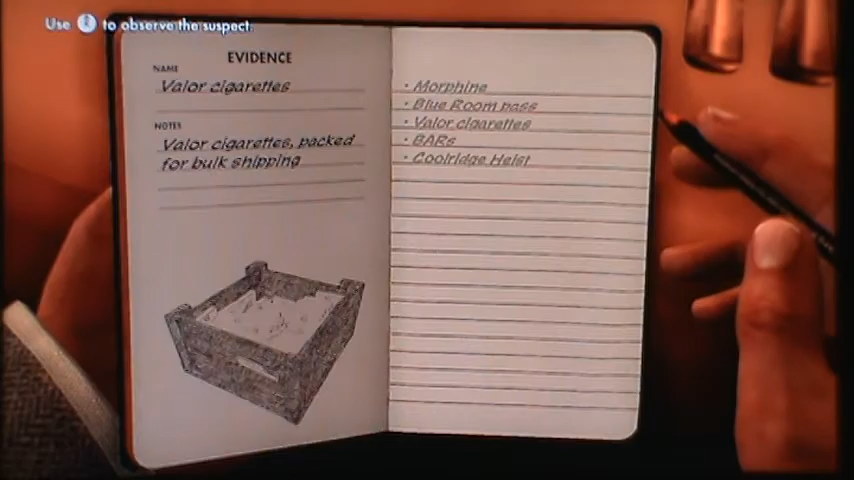 Use R to observe the suspect.
EVIDENCE
NAME
Valor cigarettes
NOTES
Valor cigarettes, packed
for bulk shipping
• Morphine
• Blue Room pass
• Valor cigarettes
• BARs
• Coolridge Heist